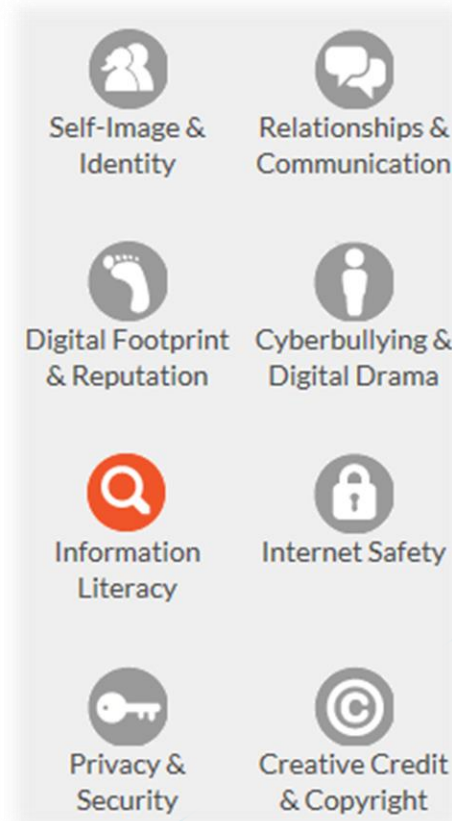 Self-Image &
Identity
Relationships &
Communication
Digital Footprint
& Reputation
Cyberbullying &
Digital Drama
Information
Literacy
Internet Safety
Privacy &
Security
Creative Credit
& Copyright